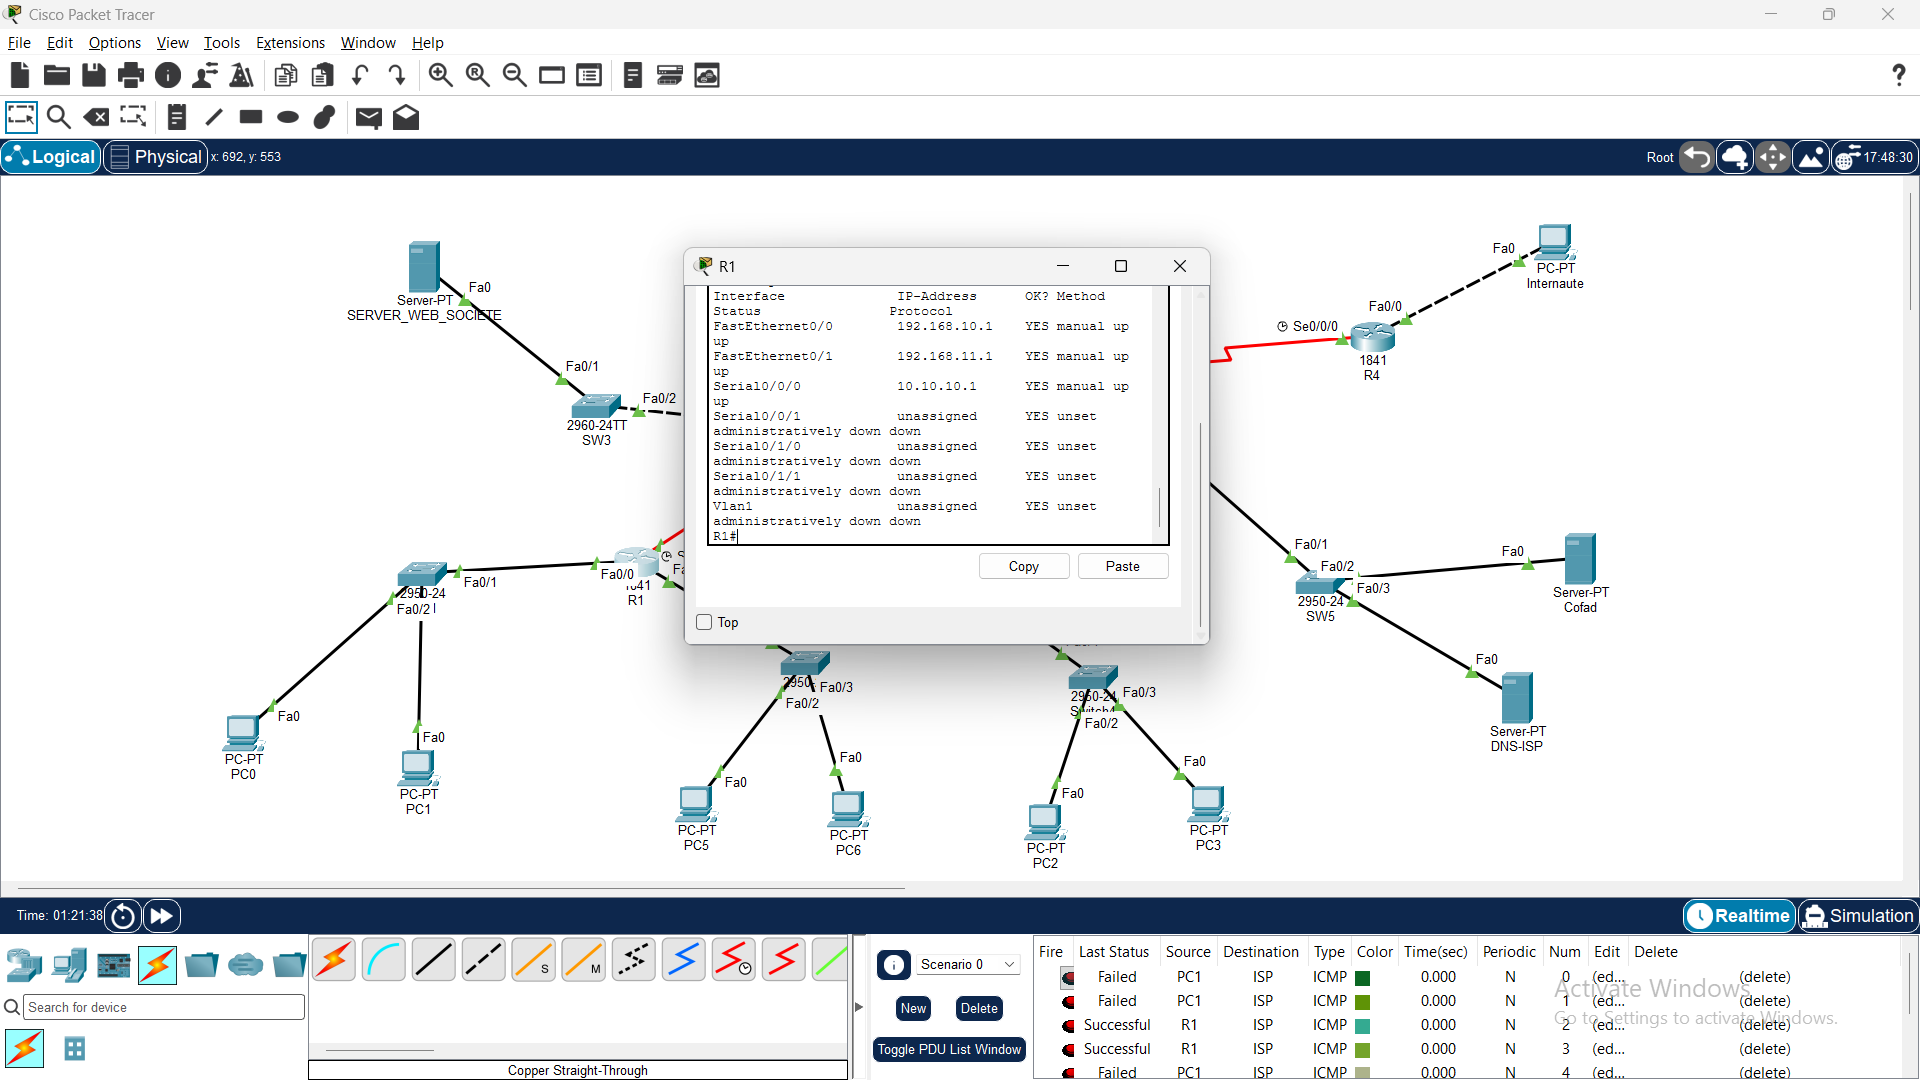 Cisco Packet Tracer
File Edit Options View Tools Extensions Window Help
Logical Physical x: 692, y: 553 Root 17:48:30
Fa0
Server-PT
SERVER_WEB_SOCIETE
Fa0/1
Fa0/2
2960-24TT
SW3
Fa0
PC-PT
Internaute
Fa0/0
Se0/0/0
1841
R4
R1
Interface IP-Address OK? Method
Status Protocol
FastEthernet0/0 192.168.10.1 YES manual up
up
FastEthernet0/1 192.168.11.1 YES manual up
up
Serial0/0/0 10.10.10.1 YES manual up
up
Serial0/0/1 unassigned YES unset
administratively down down
Serial0/1/0 unassigned YES unset
administratively down down
Serial0/1/1 unassigned YES unset
administratively down down
Vlan1 unassigned YES unset
administratively down down
R1#
Copy Paste
Top
Fa0/1
2950-24
Fa0/2
Fa0/0
R1
Fa0/1
Fa0/2
Fa0/3
2950-24
SW5
Fa0
Server-PT
Cofad
Fa0
Server-PT
DNS-ISP
Fa0/3
Fa0/2
2950-24
Fa0/3
Switch4
Fa0/2
Fa0
PC-PT
PC0
Fa0
PC-PT
PC1
Fa0
PC-PT
PC5
Fa0
PC-PT
PC6
Fa0
PC-PT
PC2
Fa0
PC-PT
PC3
Time: 01:21:38 Realtime Simulation
Search for device
S
M
Copper Straight-Through
Scenario 0
New Delete
Toggle PDU List Window
Fire Last Status Source Destination Type Color Time(sec) Periodic Num Edit Delete
Failed PC1 ISP ICMP 0.000 N 0 (ed... (delete)
Failed PC1 ISP ICMP 0.000 N 1 (ed... (delete)
Successful R1 ISP ICMP 0.000 N 2 (ed... (delete)
Successful R1 ISP ICMP 0.000 N 3 (ed... (delete)
Failed PC1 ISP ICMP 0.000 N 4 (ed... (delete)
Activate Windows
Go to Settings to activate Windows.